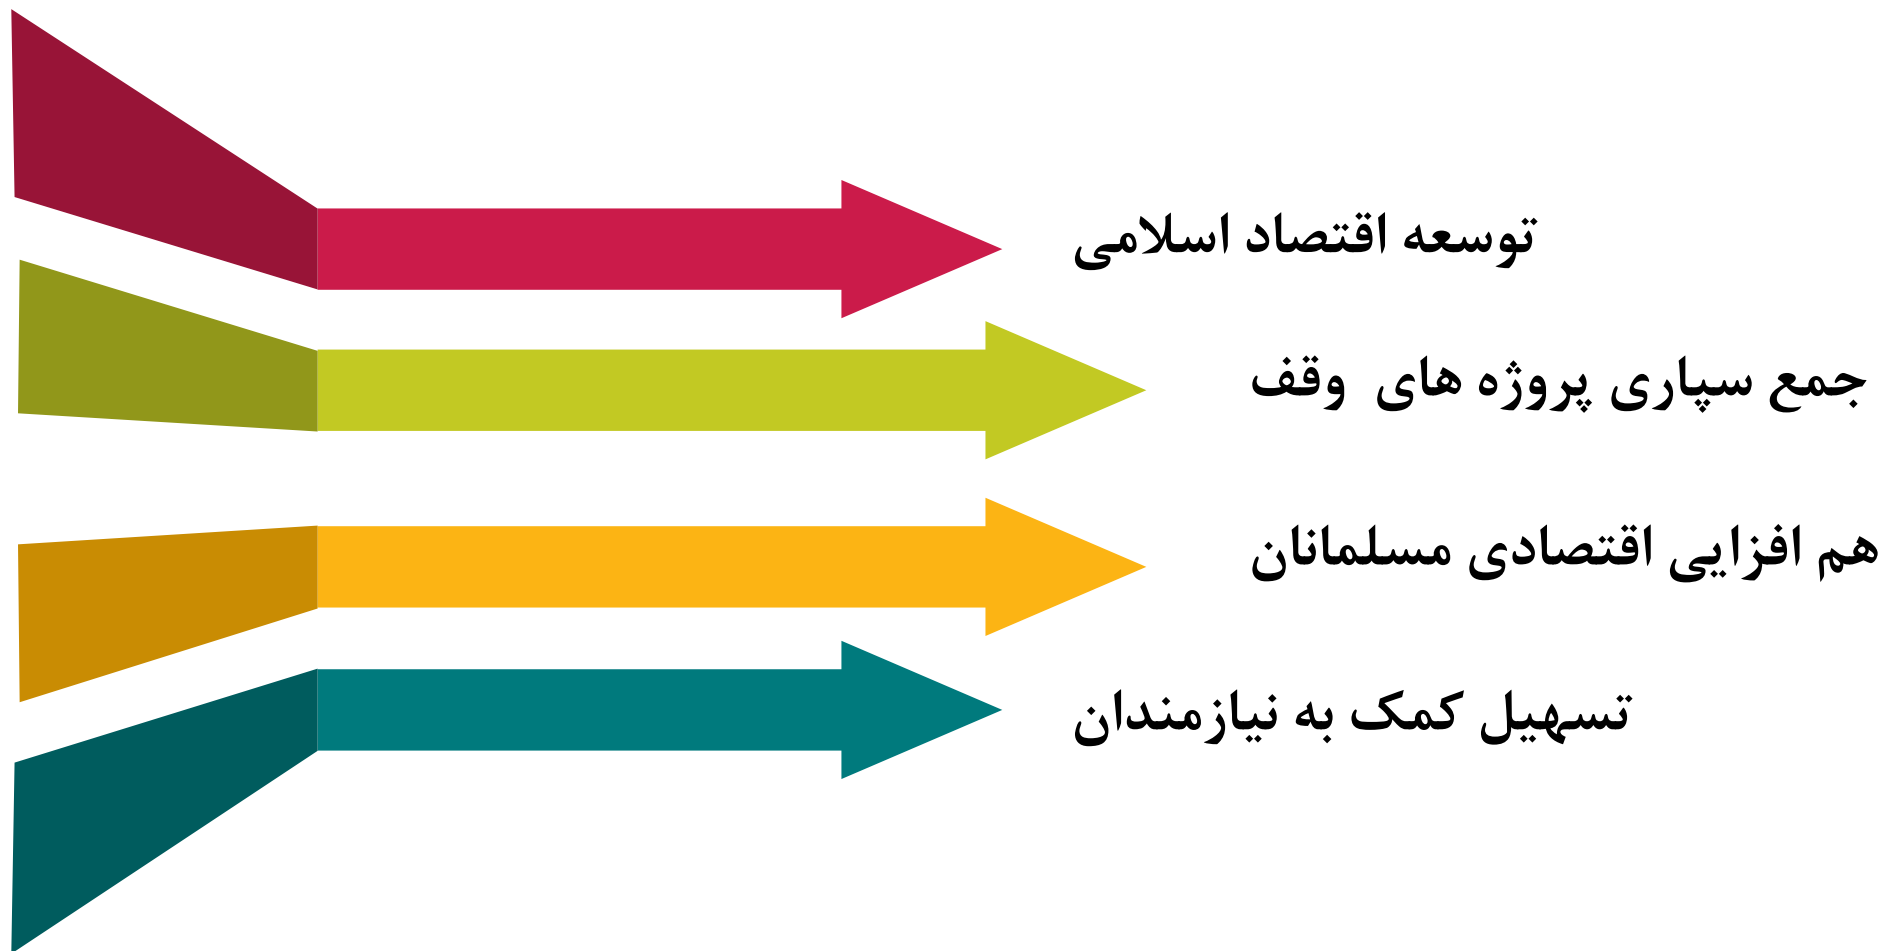 توسعه اقتصاد اسلامی
جمع سپاری پروژه های وقف
هم افزایی اقتصادی مسلمانان
تسهیل کمک به نیازمندان